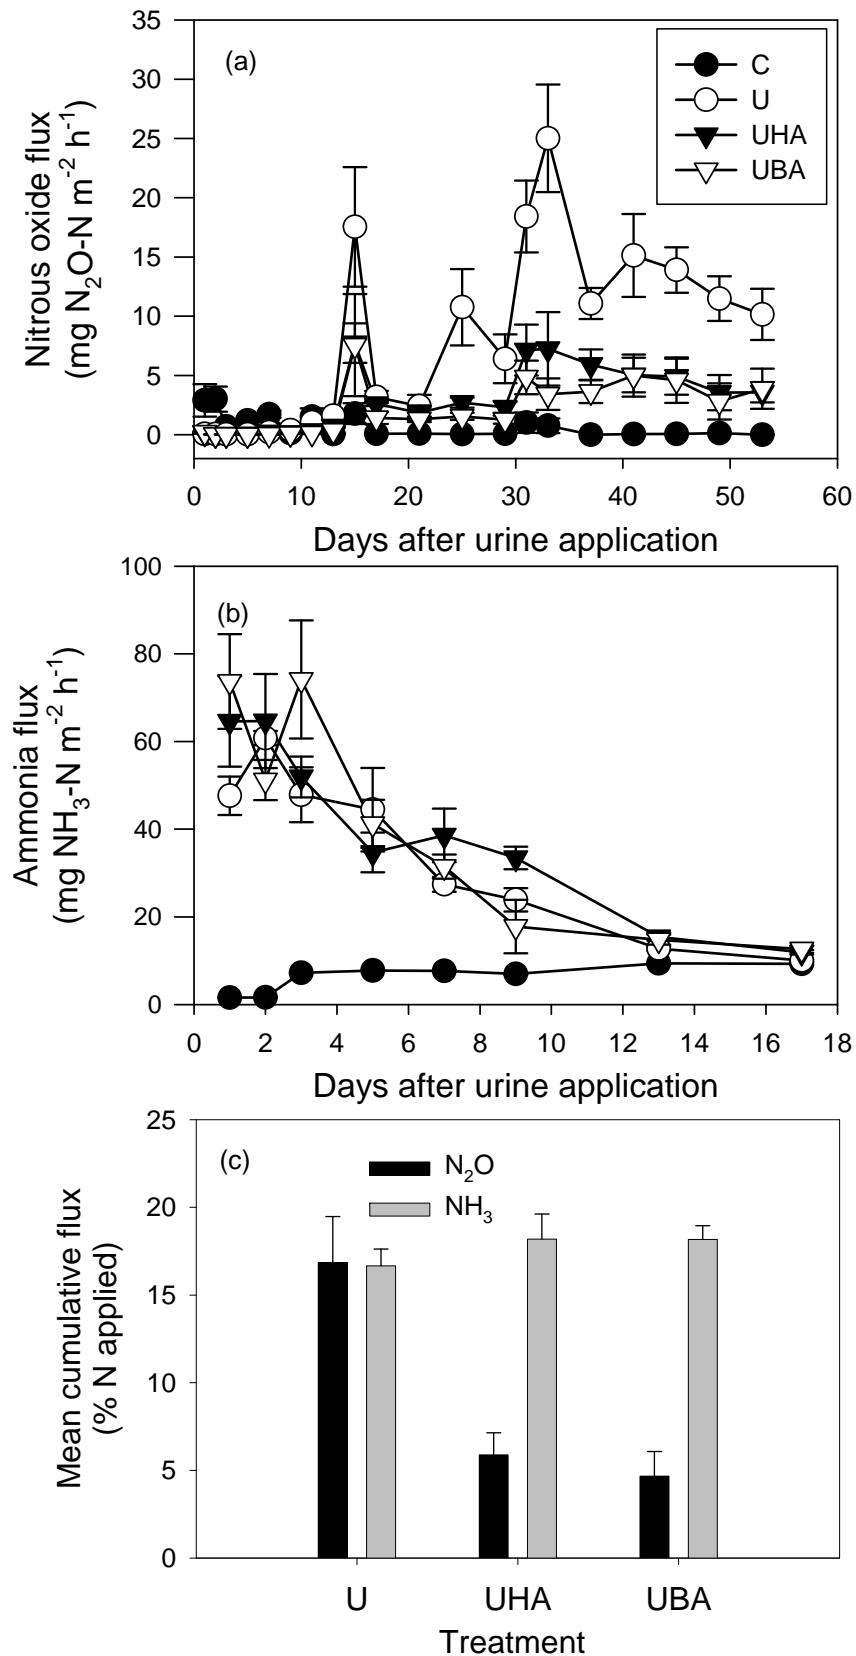 35
30
25
20
15
10
5
0
Nitrous oxide flux
(mg N₂O-N m⁻² h⁻¹)
(a)
C
U
UHA
UBA
0 10 20 30 40 50 60
Days after urine application
100
80
60
40
20
0
Ammonia flux
(mg NH₃-N m⁻² h⁻¹)
(b)
0 2 4 6 8 10 12 14 16 18
Days after urine application
25
20
15
10
5
0
Mean cumulative flux
(% N applied)
(c)
N₂O
NH₃
U UHA UBA
Treatment